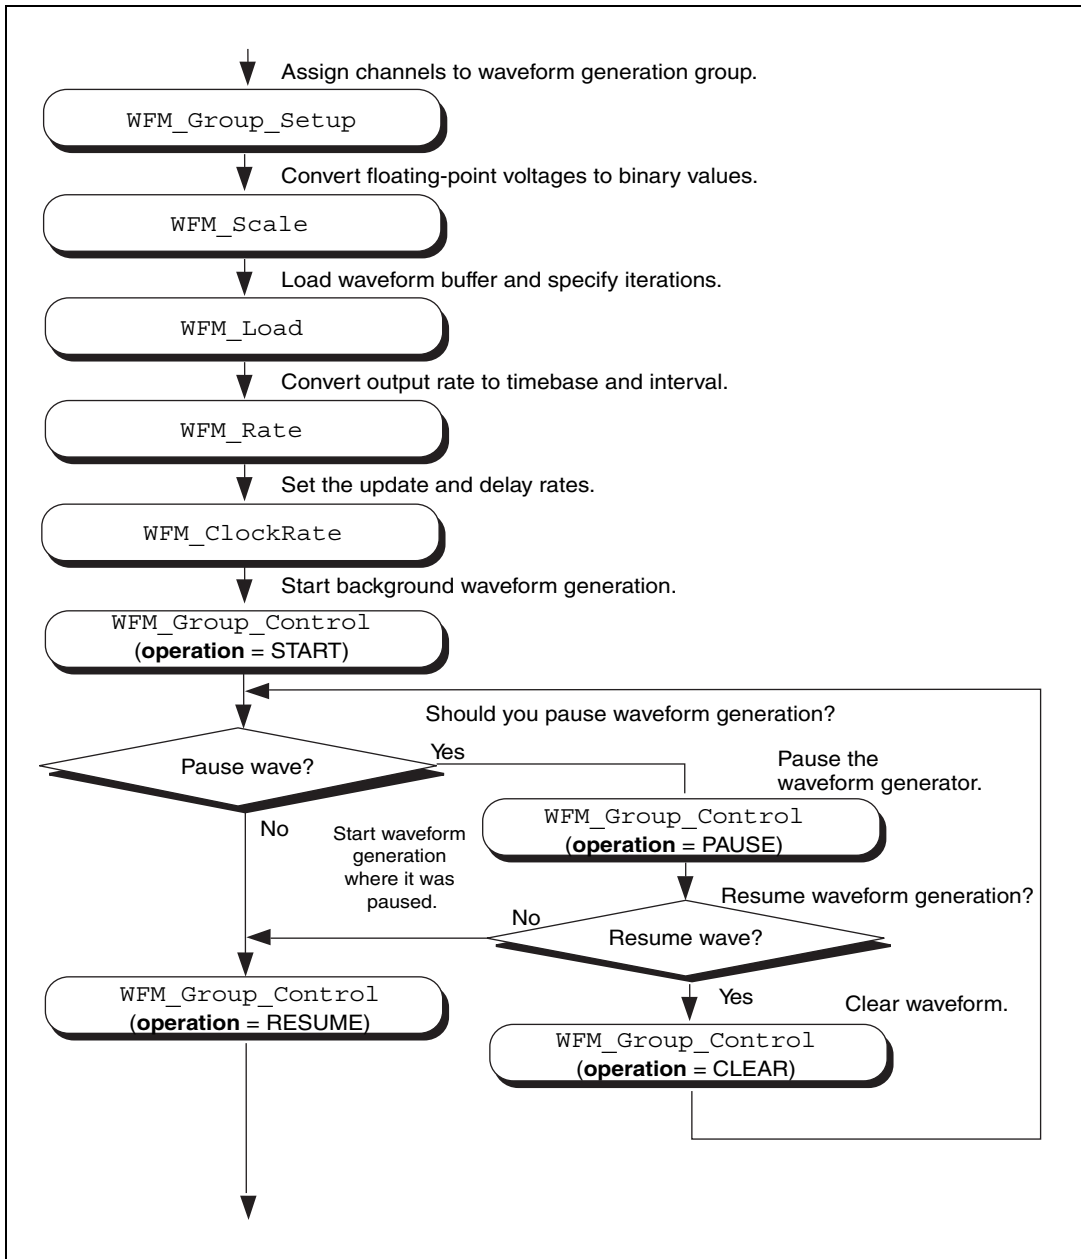 Assign channels to waveform generation group.
WFM_Group_Setup
Convert floating-point voltages to binary values.
WFM_Scale
Load waveform buffer and specify iterations.
WFM_Load
Convert output rate to timebase and interval.
WFM_Rate
Set the update and delay rates.
WFM_ClockRate
Start background waveform generation.
WFM_Group_Control
(operation = START)
Should you pause waveform generation?
Pause wave?
Yes
Pause the
waveform generator.
WFM_Group_Control
(operation = PAUSE)
No
Start waveform
generation
where it was
paused.
Resume waveform generation?
No
Resume wave?
WFM_Group_Control
(operation = RESUME)
Yes
Clear waveform.
WFM_Group_Control
(operation = CLEAR)